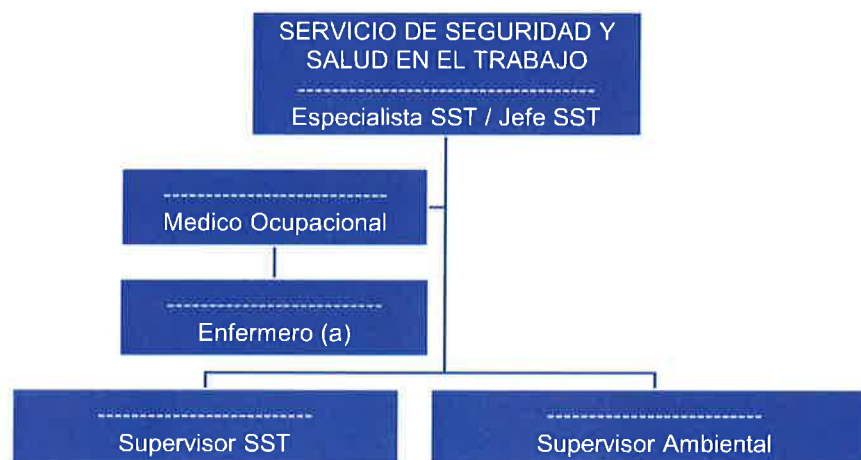 SERVICIO DE SEGURIDAD Y
SALUD EN EL TRABAJO
----------------------------------------
Especialista SST / Jefe SST
-----------------------------
Medico Ocupacional
-----------------------------
Enfermero (a)
-----------------------------
Supervisor SST
-----------------------------
Supervisor Ambiental